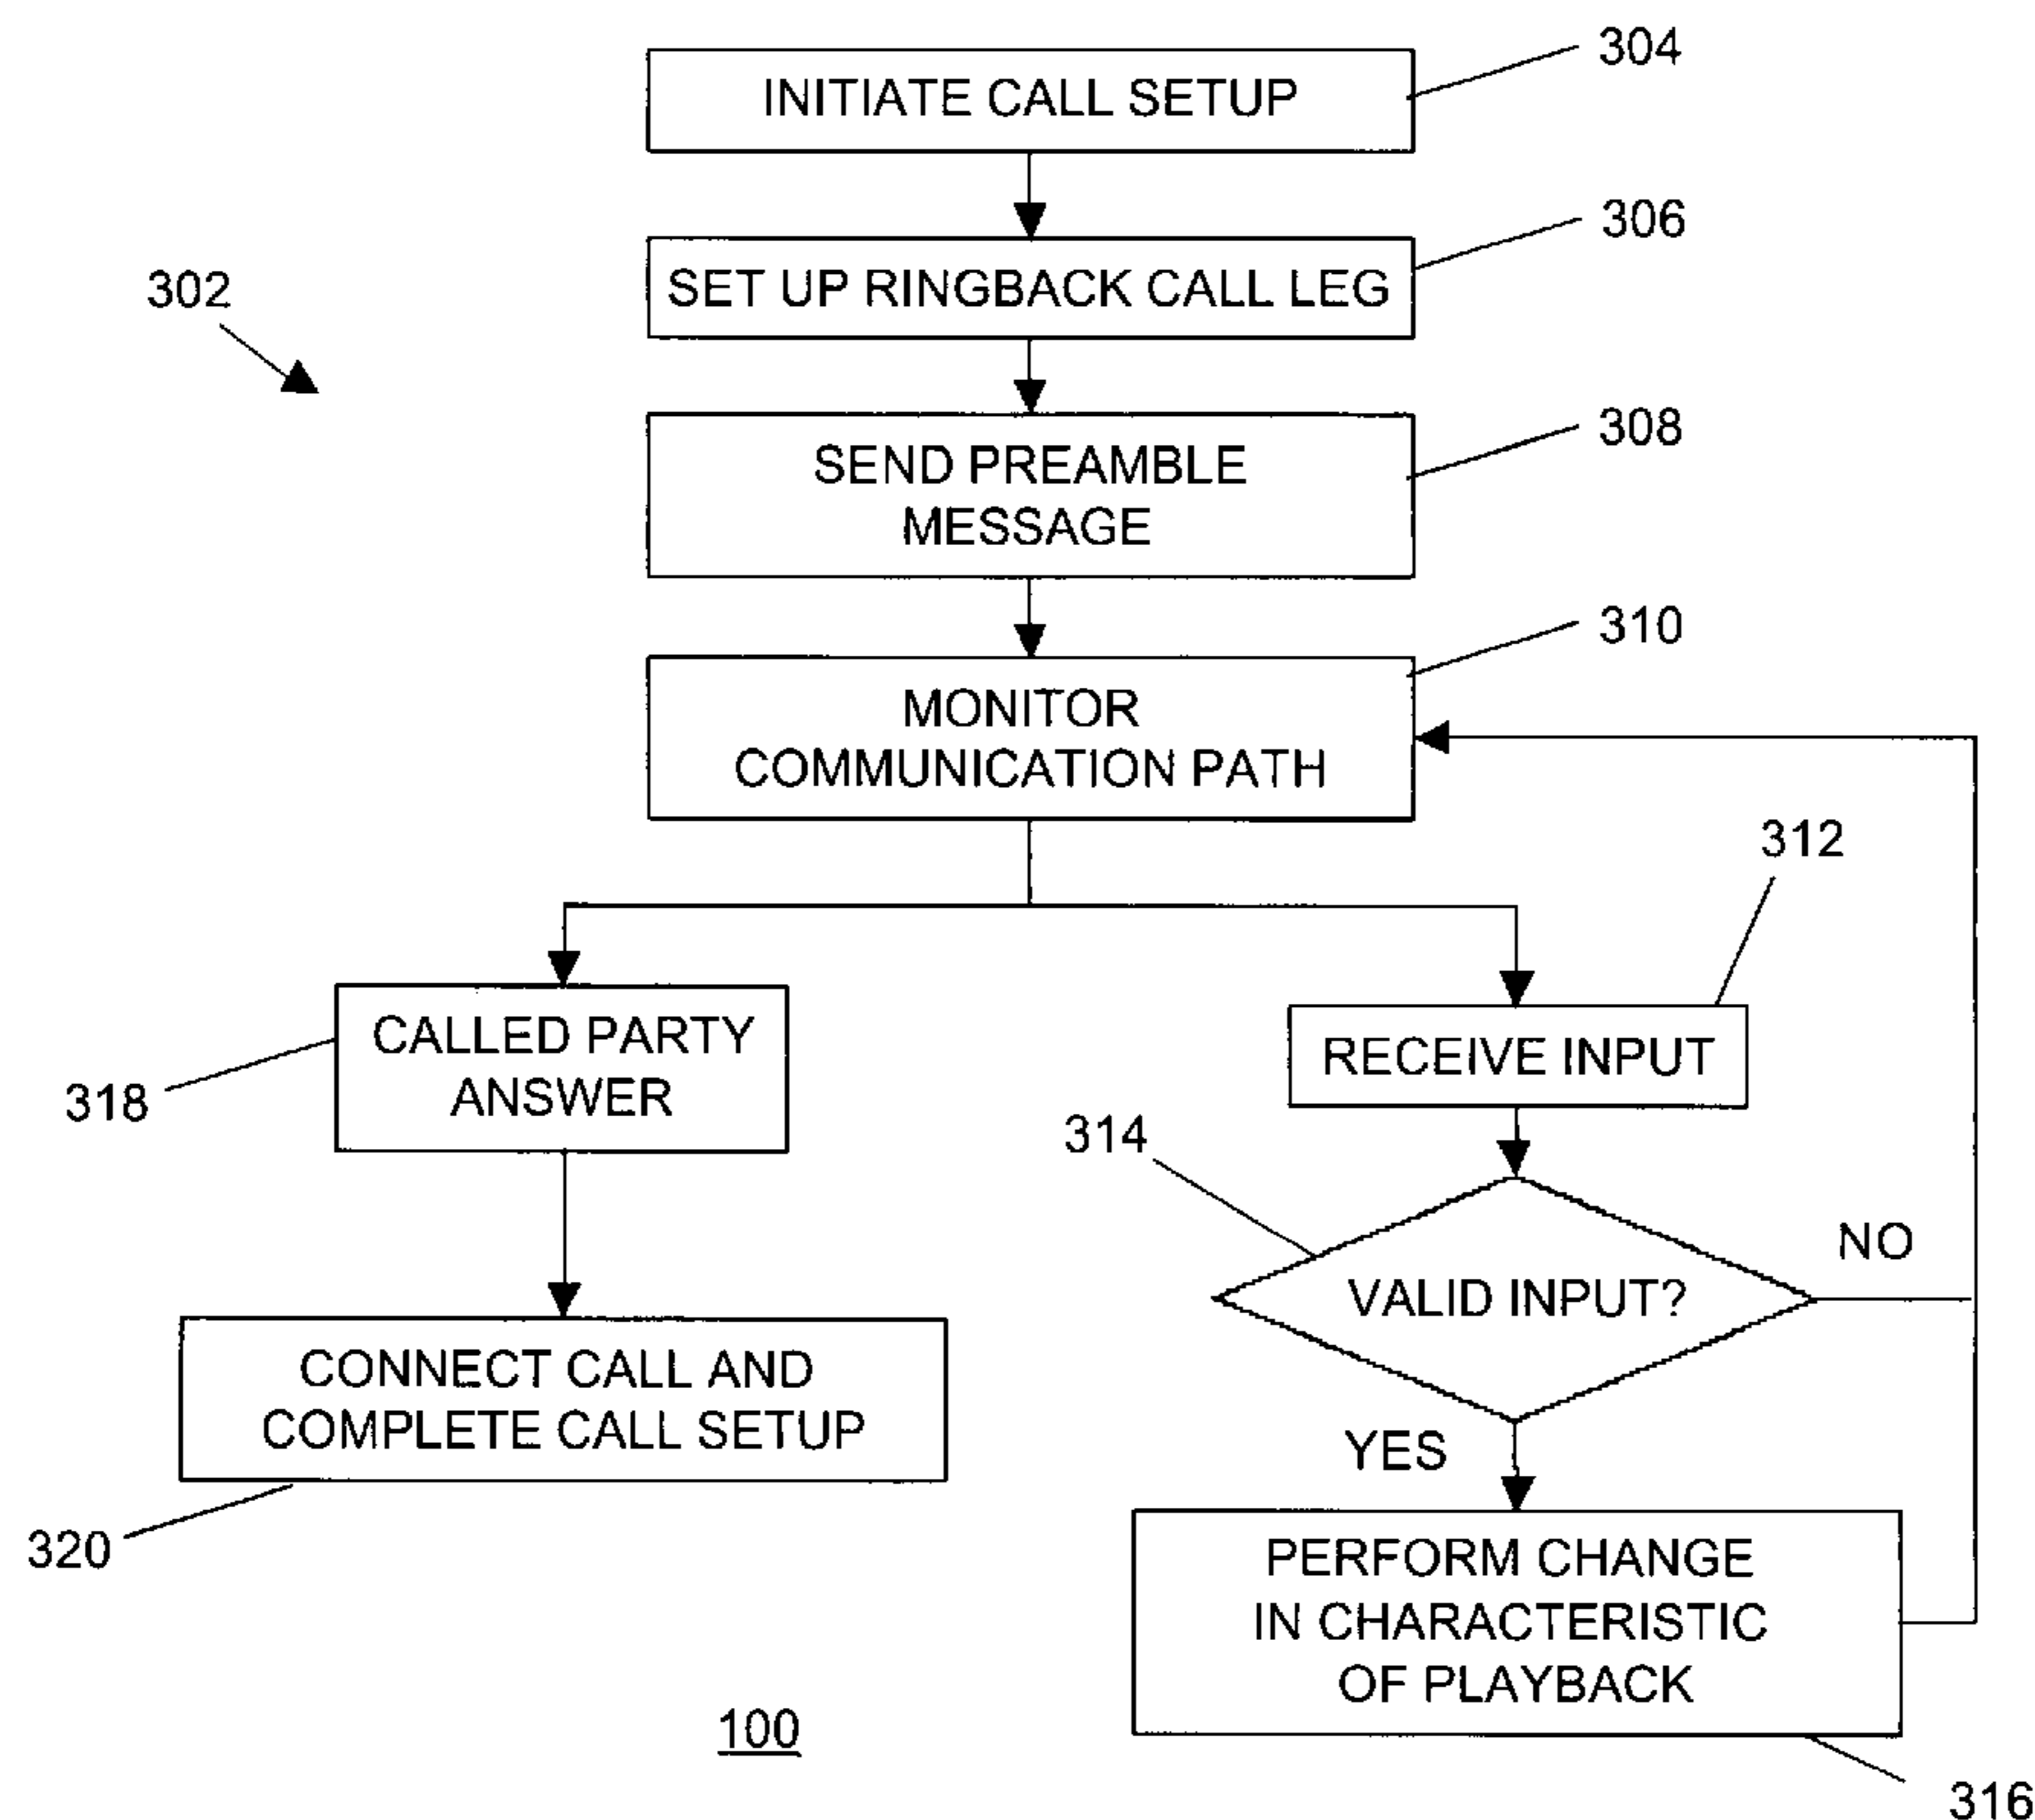 304
INITIATE CALL SETUP
306
SET UP RINGBACK CALL LEG
302
308
SEND PREAMBLE
MESSAGE
310
MONITOR
COMMUNICATION PATH
312
CALLED PARTY
ANSWER
318
RECEIVE INPUT
314
NO
VALID INPUT?
CONNECT CALL AND
COMPLETE CALL SETUP
320
YES
PERFORM CHANGE
IN CHARACTERISTIC
OF PLAYBACK
100
316